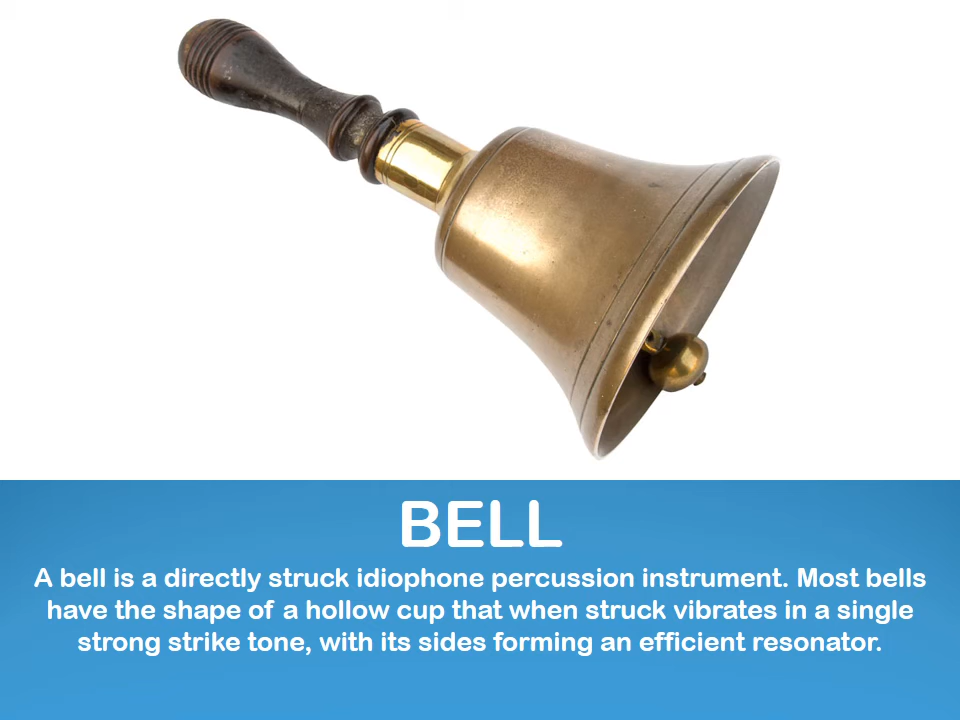 BELL
A bell is a directly struck idiophone percussion instrument. Most bells
have the shape of a hollow cup that when struck vibrates in a single
strong strike tone, with its sides forming an efficient resonator.